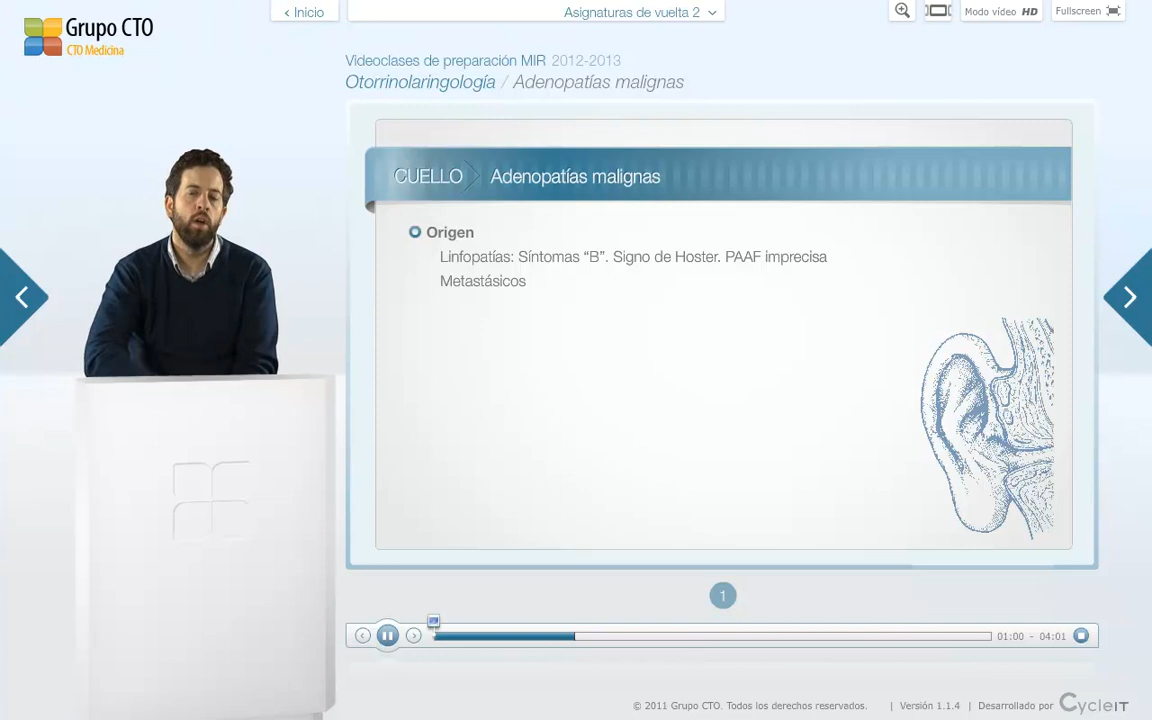 Grupo CTO
CTO Medicina
‹ Inicio
Asignaturas de vuelta 2
Modo vídeo HD
Fullscreen
Videoclases de preparación MIR 2012-2013
Otorrinolaringología / Adenopatías malignas
CUELLO Adenopatías malignas
Origen
Linfopatías: Síntomas “B”. Signo de Hoster. PAAF imprecisa
Metastásicos
1
01:00 - 04:01
© 2011 Grupo CTO. Todos los derechos reservados. | Versión 1.1.4 | Desarrollado por CycleIT